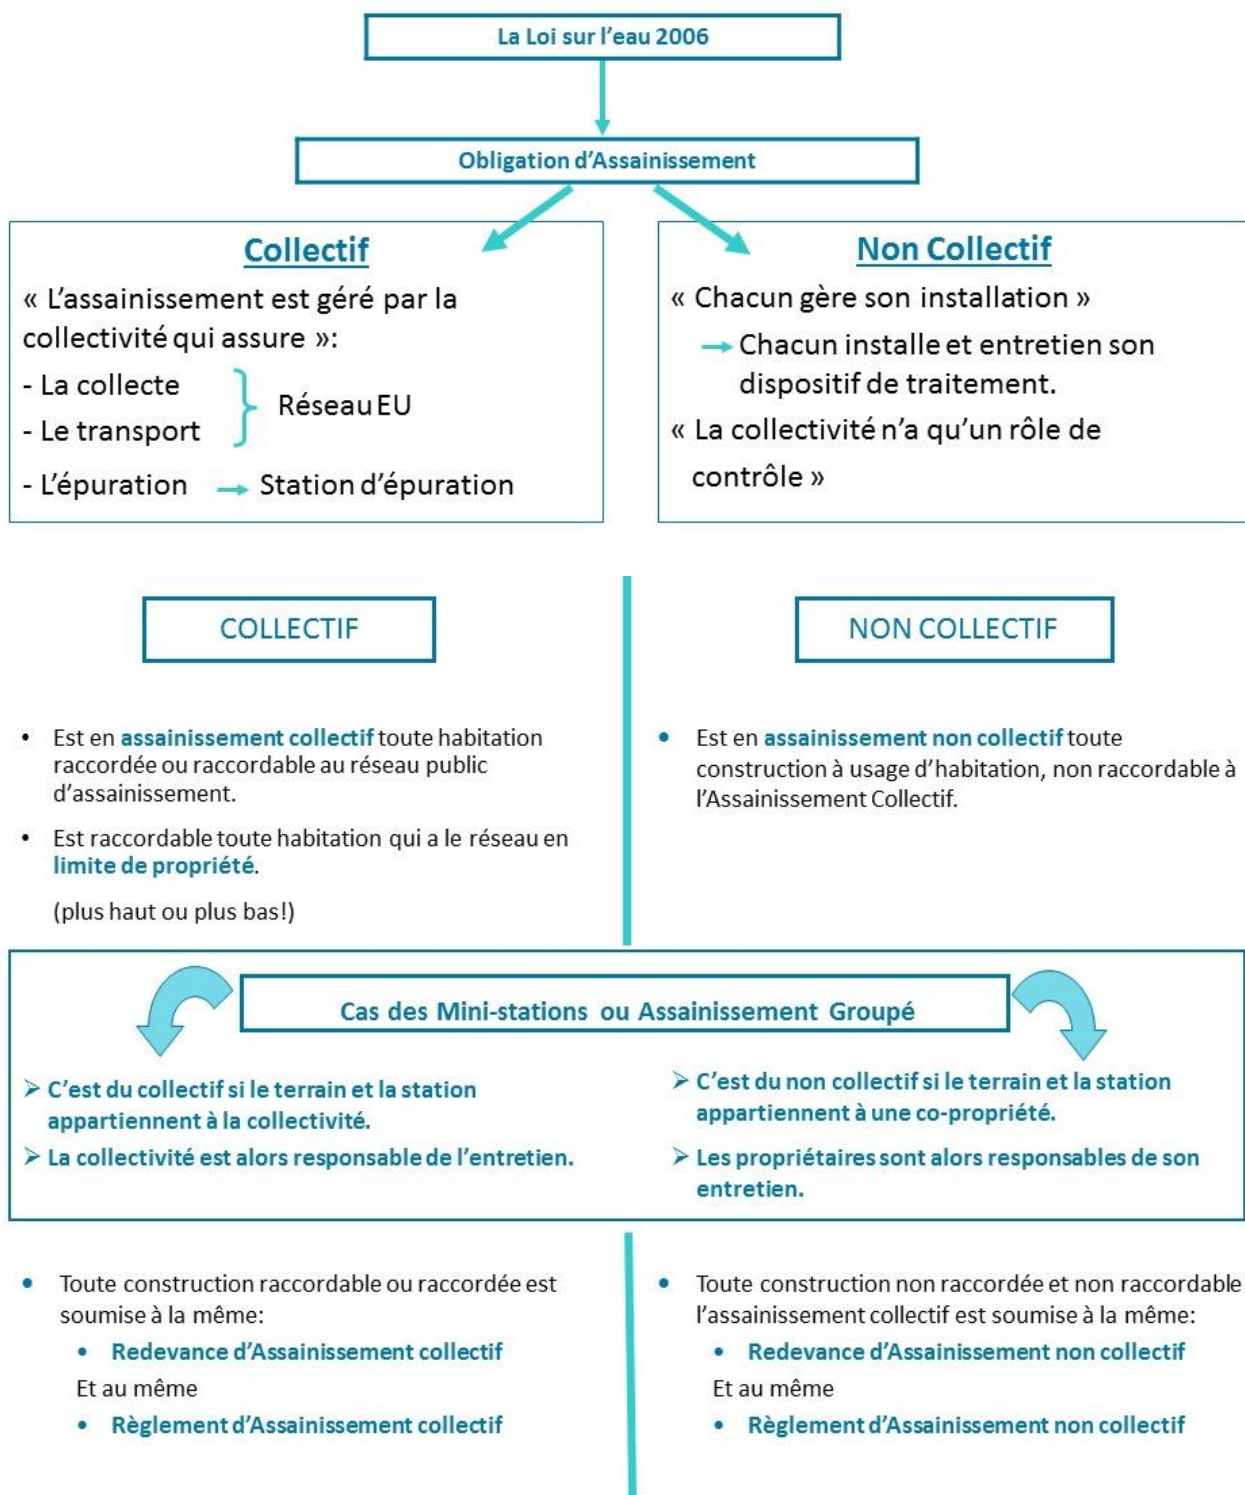 La Loi sur l'eau 2006
Obligation d'Assainissement
Collectif
« L'assainissement est géré par la
collectivité qui assure »:
- La collecte
- Le transport
Réseau EU
- L'épuration
Station d'épuration
Non Collectif
« Chacun gère son installation »
Chacun installe et entretien son
dispositif de traitement.
« La collectivité n'a qu'un rôle de
contrôle »
COLLECTIF
• Est en assainissement collectif toute habitation
raccordée ou raccordable au réseau public
d'assainissement.
• Est raccordable toute habitation qui a le réseau en
limite de propriété.
(plus haut ou plus bas!)
NON COLLECTIF
• Est en assainissement non collectif toute
construction à usage d'habitation, non raccordable à
l'Assainissement Collectif.
Cas des Mini-stations ou Assainissement Groupé
➢ C'est du collectif si le terrain et la station
appartiennent à la collectivité.
➢ La collectivité est alors responsable de l'entretien.
➢ C'est du non collectif si le terrain et la station
appartiennent à une co-propriété.
➢ Les propriétaires sont alors responsables de son
entretien.
• Toute construction raccordable ou raccordée est
soumise à la même:
• Redevance d'Assainissement collectif
Et au même
• Règlement d'Assainissement collectif
• Toute construction non raccordée et non raccordable
l'assainissement collectif est soumise à la même:
• Redevance d'Assainissement non collectif
Et au même
• Règlement d'Assainissement non collectif